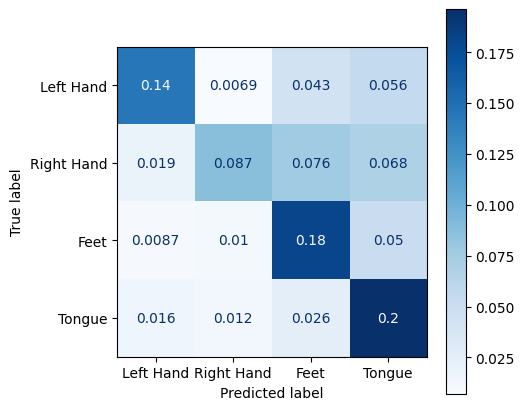 Left Hand 0.14 0.0069 0.043 0.056
Right Hand 0.019 0.087 0.076 0.068
Feet 0.0087 0.01 0.18 0.05
Tongue 0.016 0.012 0.026 0.2
Left Hand Right Hand Feet Tongue
Predicted label
True label
0.175
0.150
0.125
0.100
0.075
0.050
0.025